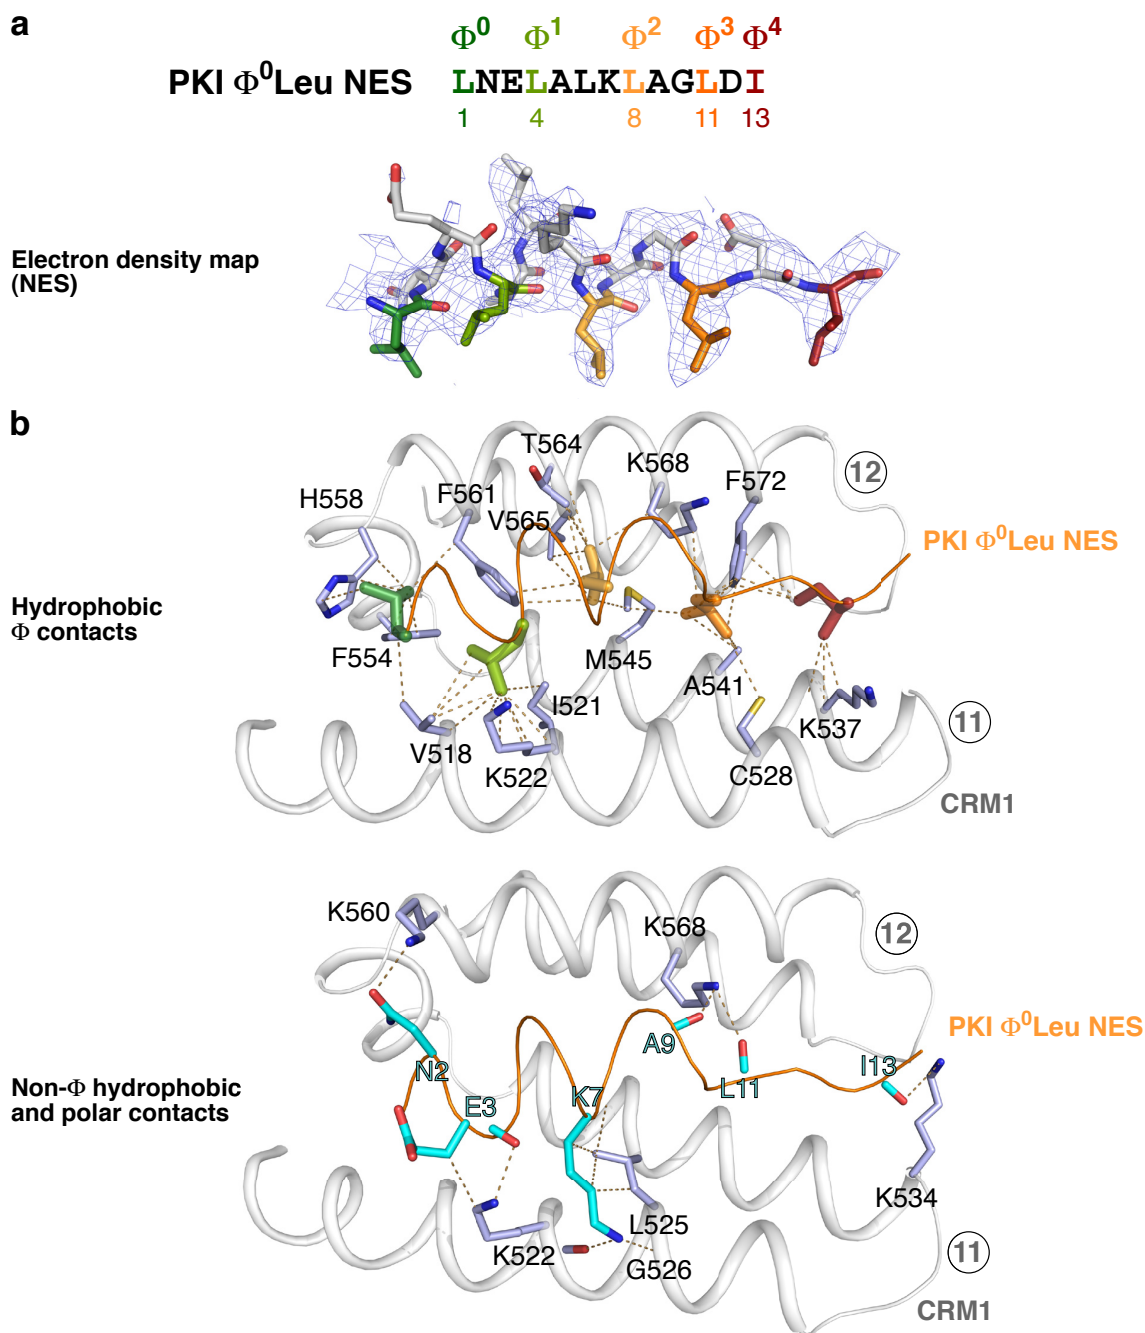 a
Φ0 Φ1 Φ2 Φ3 Φ4
PKI Φ0Leu NES LNELALKLAGLDI
1 4 8 11 13
Electron density map
(NES)
b
T564
K568
F572
12
H558
F561
V565
PKI Φ0Leu NES
Hydrophobic
Φ contacts
F554
M545
A541
I521
K537
11
V518
K522
C528
CRM1
K560
K568
12
PKI Φ0Leu NES
A9
N2
I13
L11
Non-Φ hydrophobic
and polar contacts
E3
K7
K534
L525
K522
G526
11
CRM1